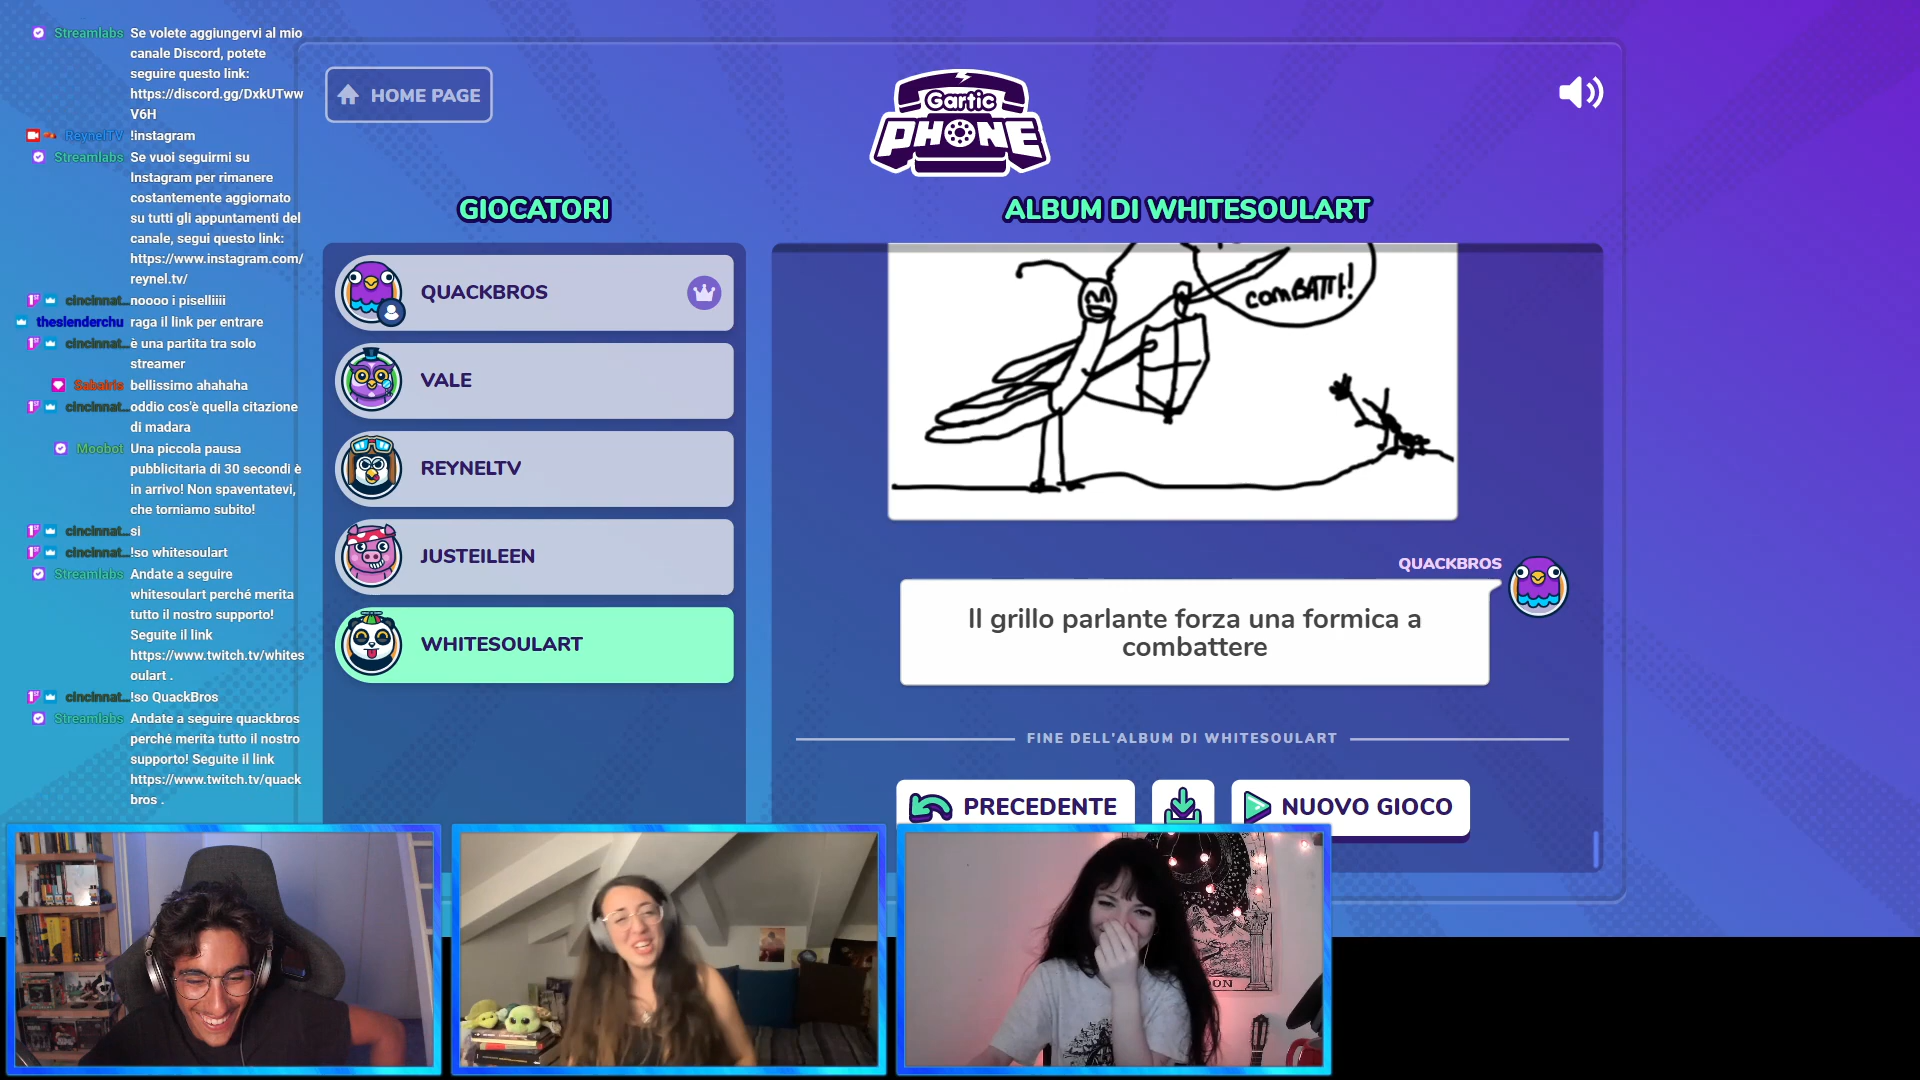 Streamlabs Se volete aggiungervi al mio
canale Discord, potete
seguire questo link:
https://discord.gg/DxkUTww
V6H
ReynelTV !instagram
Streamlabs Se vuoi seguirmi su
Instagram per rimanere
costantemente aggiornato
su tutti gli appuntamenti del
canale, segui questo link:
https://www.instagram.com/
reynel.tv/
cincinnat... noooo i piselliiii
theslenderchu raga il link per entrare
cincinnat... è una partita tra solo
streamer
Sabairis bellissimo ahahaha
cincinnat... oddio cos'è quella citazione
di madara
Moobot Una piccola pausa
pubblicitaria di 30 secondi è
in arrivo! Non spaventatevi,
che torniamo subito!
cincinnat... si
cincinnat... !so whitesoulart
Streamlabs Andate a seguire
whitesoulart perché merita
tutto il nostro supporto!
Seguite il link
https://www.twitch.tv/whites
oulart .
cincinnat... !so QuackBros
Streamlabs Andate a seguire quackbros
perché merita tutto il nostro
supporto! Seguite il link
https://www.twitch.tv/quack
bros .
HOME PAGE
Gartic
PHONE
GIOCATORI
QUACKBROS
VALE
REYNELTV
JUSTEILEEN
WHITESOULART
ALBUM DI WHITESOULART
comBATTI!
QUACKBROS
Il grillo parlante forza una formica a
combattere
FINE DELL'ALBUM DI WHITESOULART
PRECEDENTE
NUOVO GIOCO